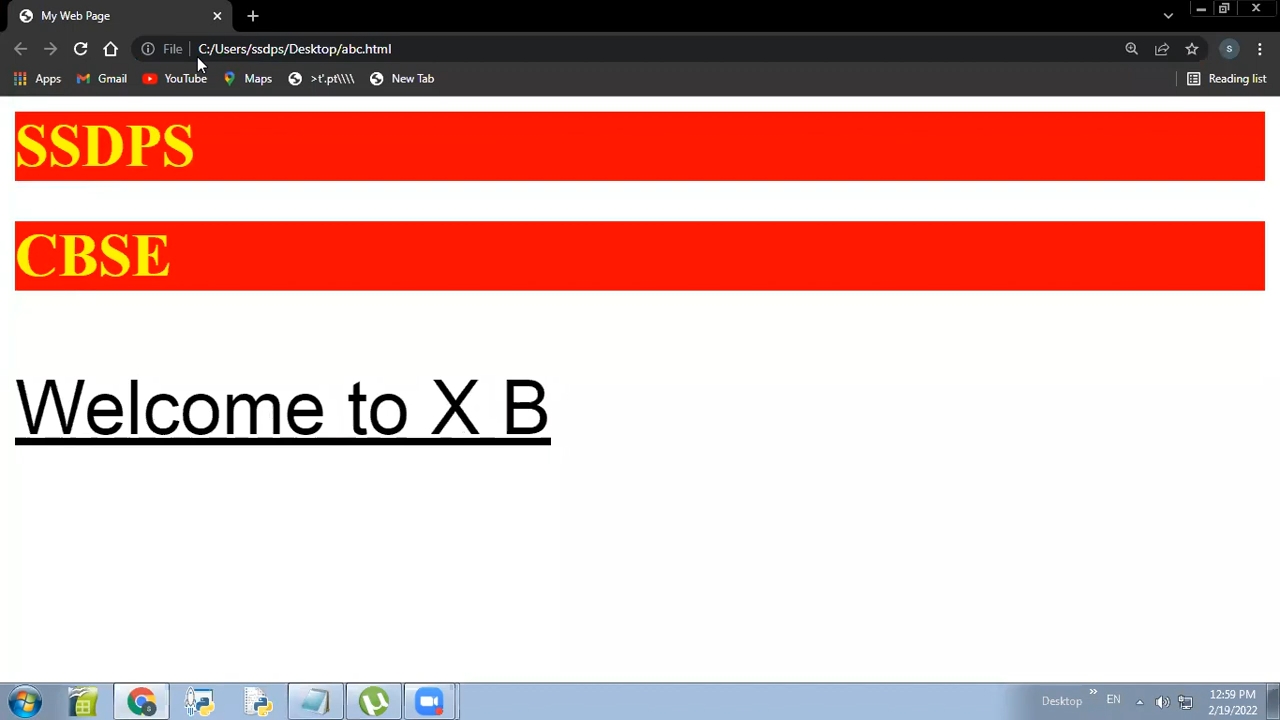 My Web Page
File
C:/Users/ssdps/Desktop/abc.html
s
Apps
Gmail
YouTube
Maps
>t'.pt\\\\
New Tab
Reading list
SSDPS
CBSE
Welcome to X B
Desktop
EN
12:59 PM
2/19/2022